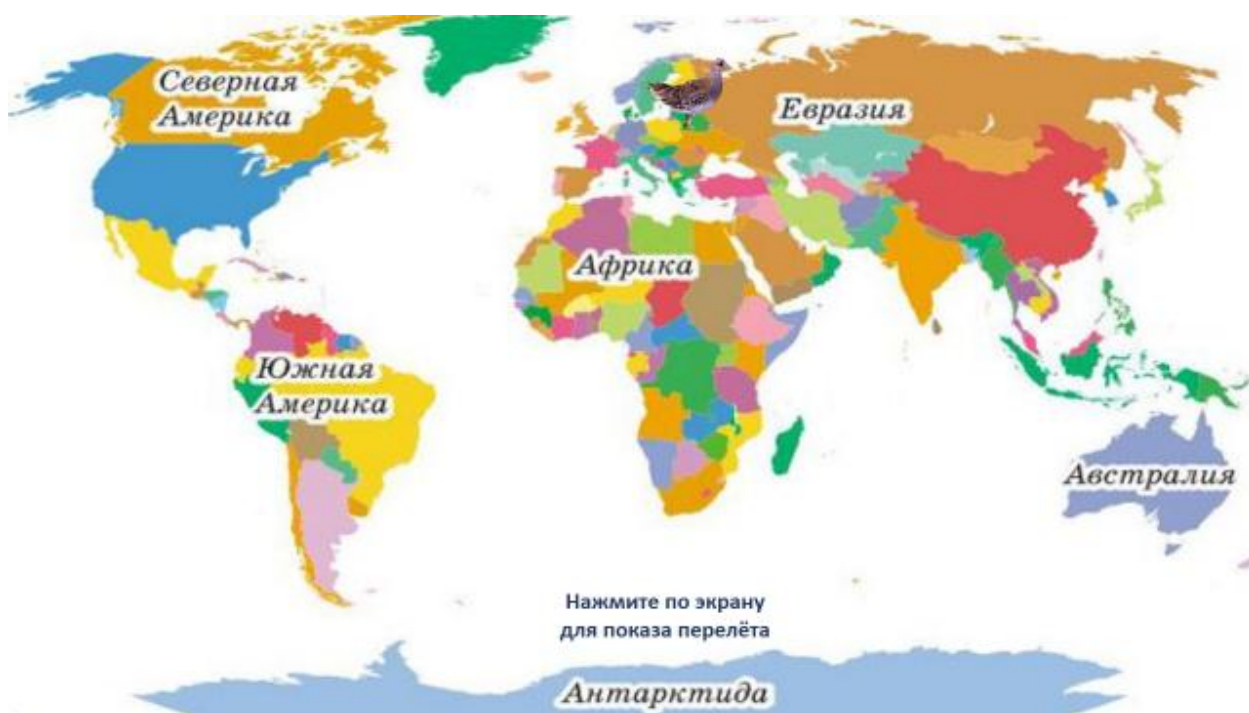 Северная
Америка
Евразия
Африка
Южная
Америка
Австралия
Нажмите по экрану
для показа перелёта
Антарктида